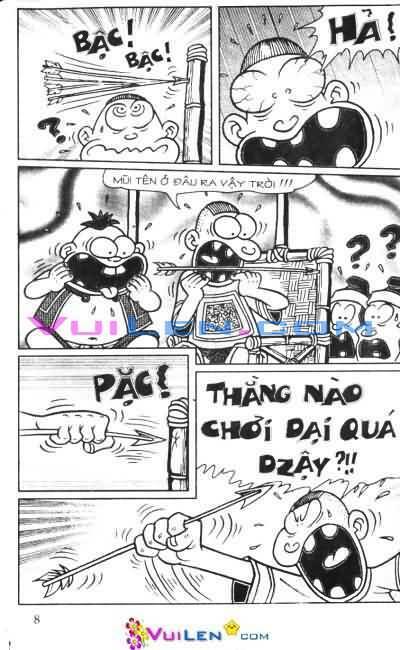 BẬC!
BẬC!
?
HẢ!
MŨI TÊN Ở ĐÂU RA VẬY TRỜI !!!
? ?
VuiLen.com
PẶC!
THẰNG NÀO
CHƠI DẠI QUÁ
DZẬY?!!
8
VuiLen.com